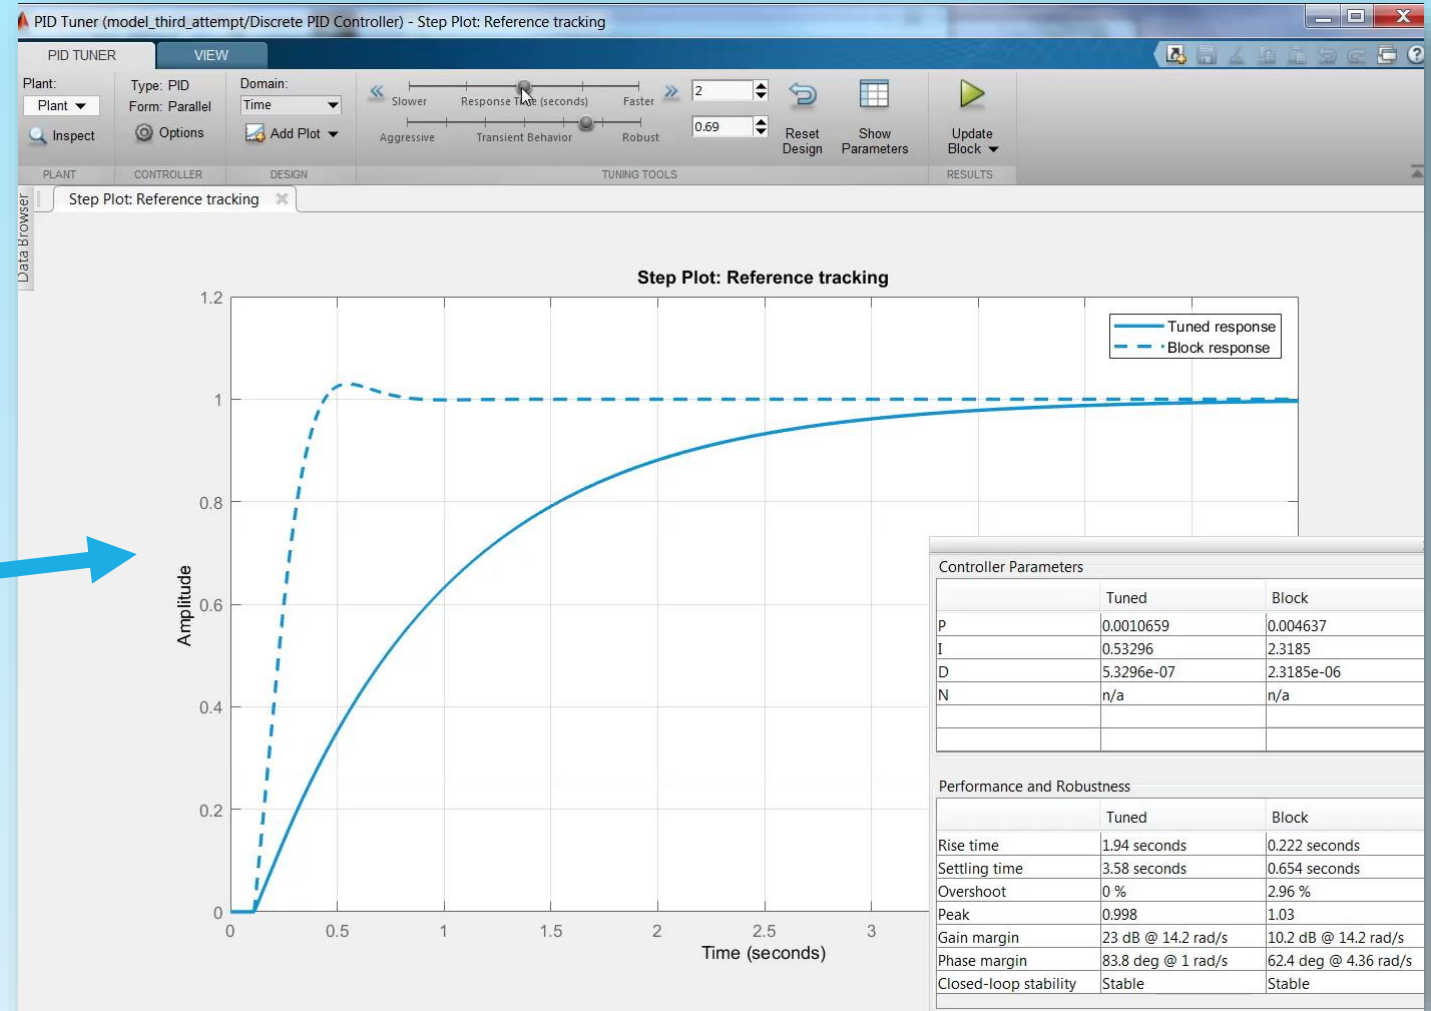 PID Tuner (model_third_attempt/Discrete PID Controller) - Step Plot: Reference tracking
PID TUNER VIEW
Plant: Type: PID Domain: 2
Plant Form: Parallel Time Slower Response Time (seconds) Faster
Inspect Options Add Plot Aggressive Transient Behavior Robust 0.69
Reset Design Show Parameters Update Block
PLANT CONTROLLER DESIGN TUNING TOOLS RESULTS
Data Browser
Step Plot: Reference tracking
Step Plot: Reference tracking
Tuned response
Block response
1.2
1
0.8
0.6
0.4
0.2
0
Amplitude
0 0.5 1 1.5 2 2.5 3
Time (seconds)
Controller Parameters
Tuned Block
P 0.0010659 0.004637
I 0.53296 2.3185
D 5.3296e-07 2.3185e-06
N n/a n/a
Performance and Robustness
Tuned Block
Rise time 1.94 seconds 0.222 seconds
Settling time 3.58 seconds 0.654 seconds
Overshoot 0 % 2.96 %
Peak 0.998 1.03
Gain margin 23 dB @ 14.2 rad/s 10.2 dB @ 14.2 rad/s
Phase margin 83.8 deg @ 1 rad/s 62.4 deg @ 4.36 rad/s
Closed-loop stability Stable Stable